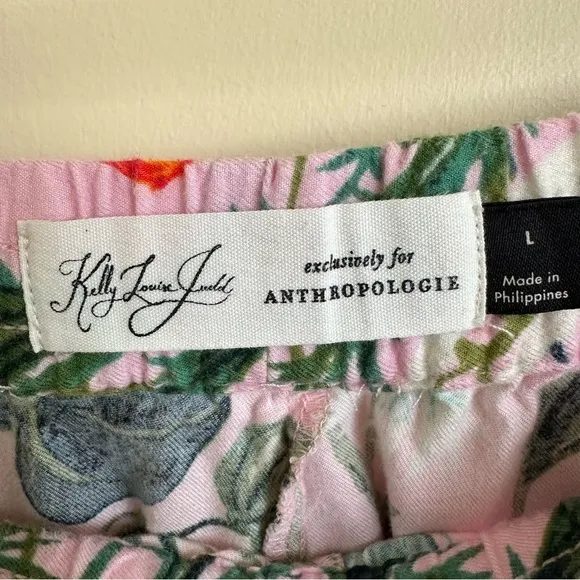 Kelly Louise Judd
exclusively for
ANTHROPOLOGIE
L
Made in
Philippines